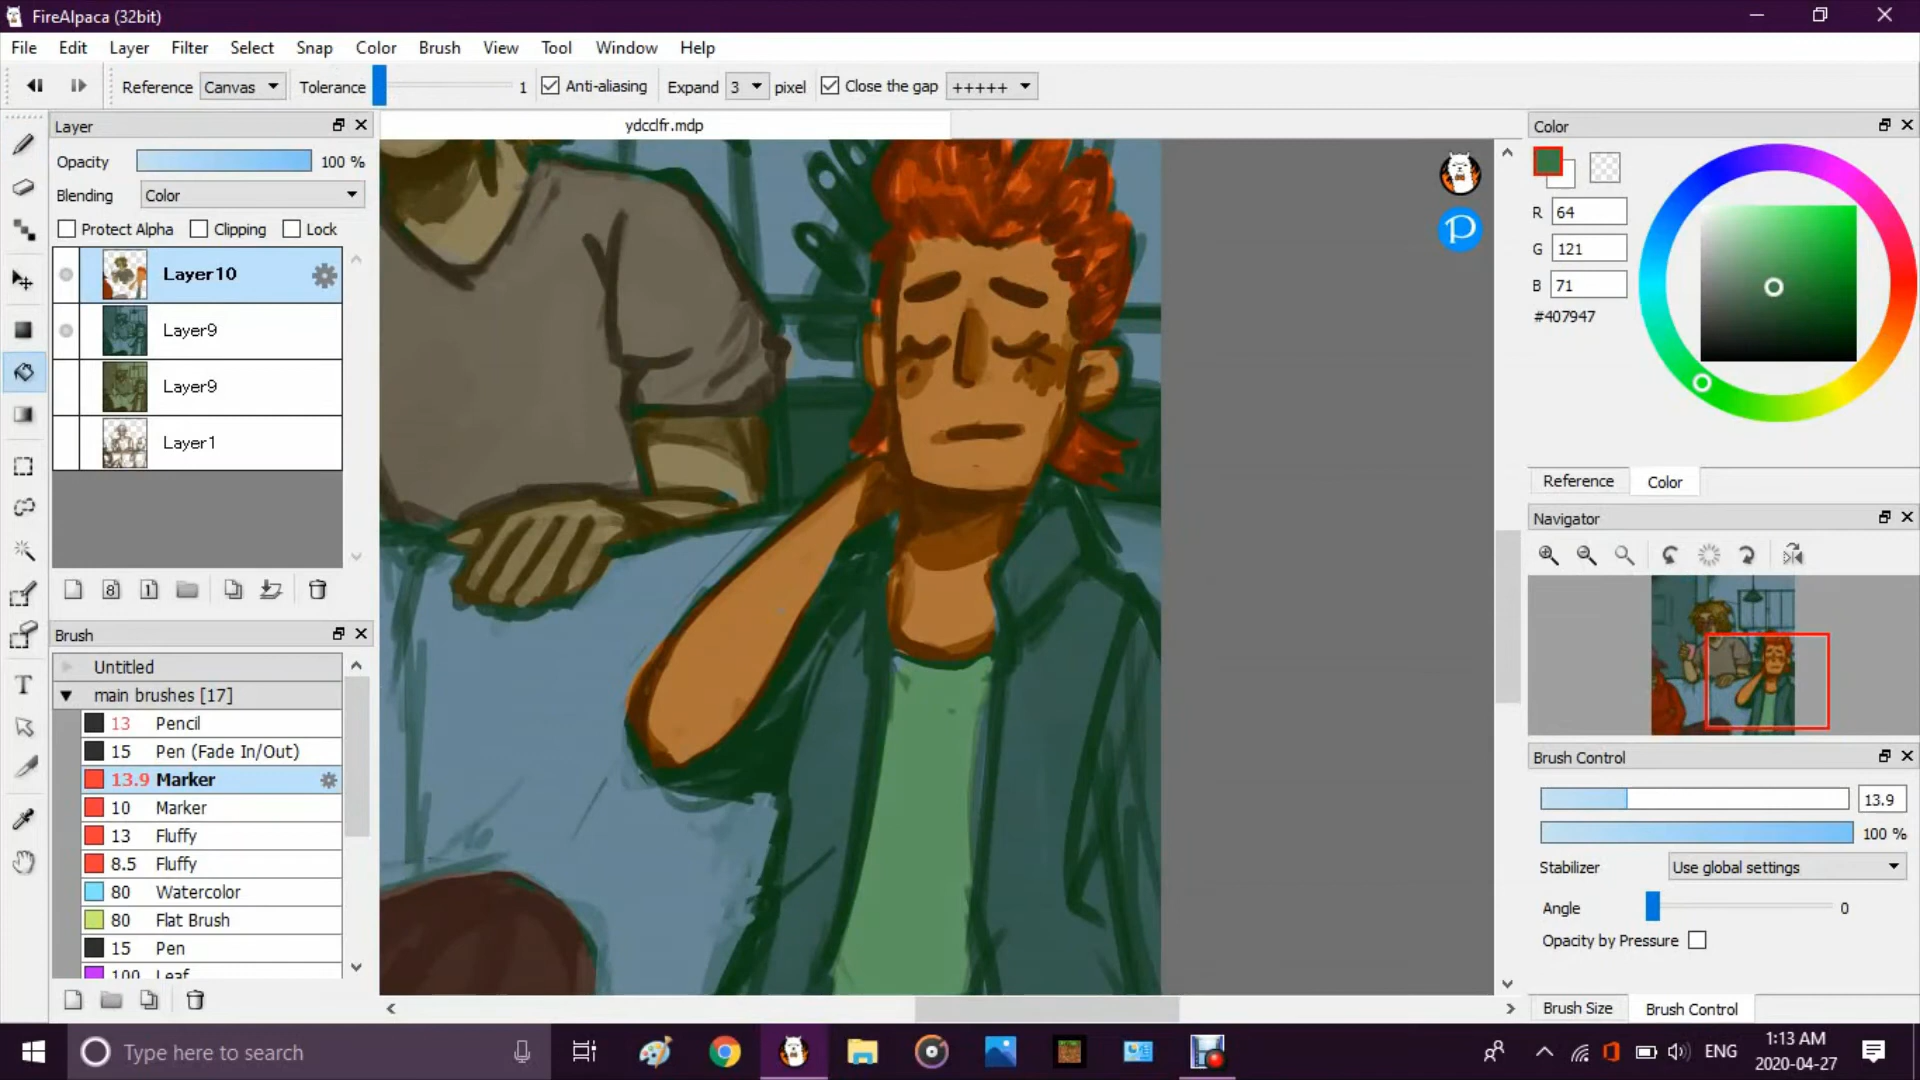 FireAlpaca (32bit)
File Edit Layer Filter Select Snap Color Brush View Tool Window Help
Reference Canvas Tolerance 1 Anti-aliasing Expand 3 pixel Close the gap +++++
Layer
ydcclfr.mdp
Color
Opacity 100 %
Blending Color
Protect Alpha Clipping Lock
Layer10
Layer9
Layer9
Layer1
R 64
G 121
B 71
#407947
Reference Color
Navigator
Brush
Untitled
main brushes [17]
13 Pencil
15 Pen (Fade In/Out)
13.9 Marker
10 Marker
13 Fluffy
8.5 Fluffy
80 Watercolor
80 Flat Brush
15 Pen
100 Leaf
Brush Control
13.9
100 %
Stabilizer Use global settings
Angle 0
Opacity by Pressure
Brush Size Brush Control
Type here to search
ENG
1:13 AM
2020-04-27